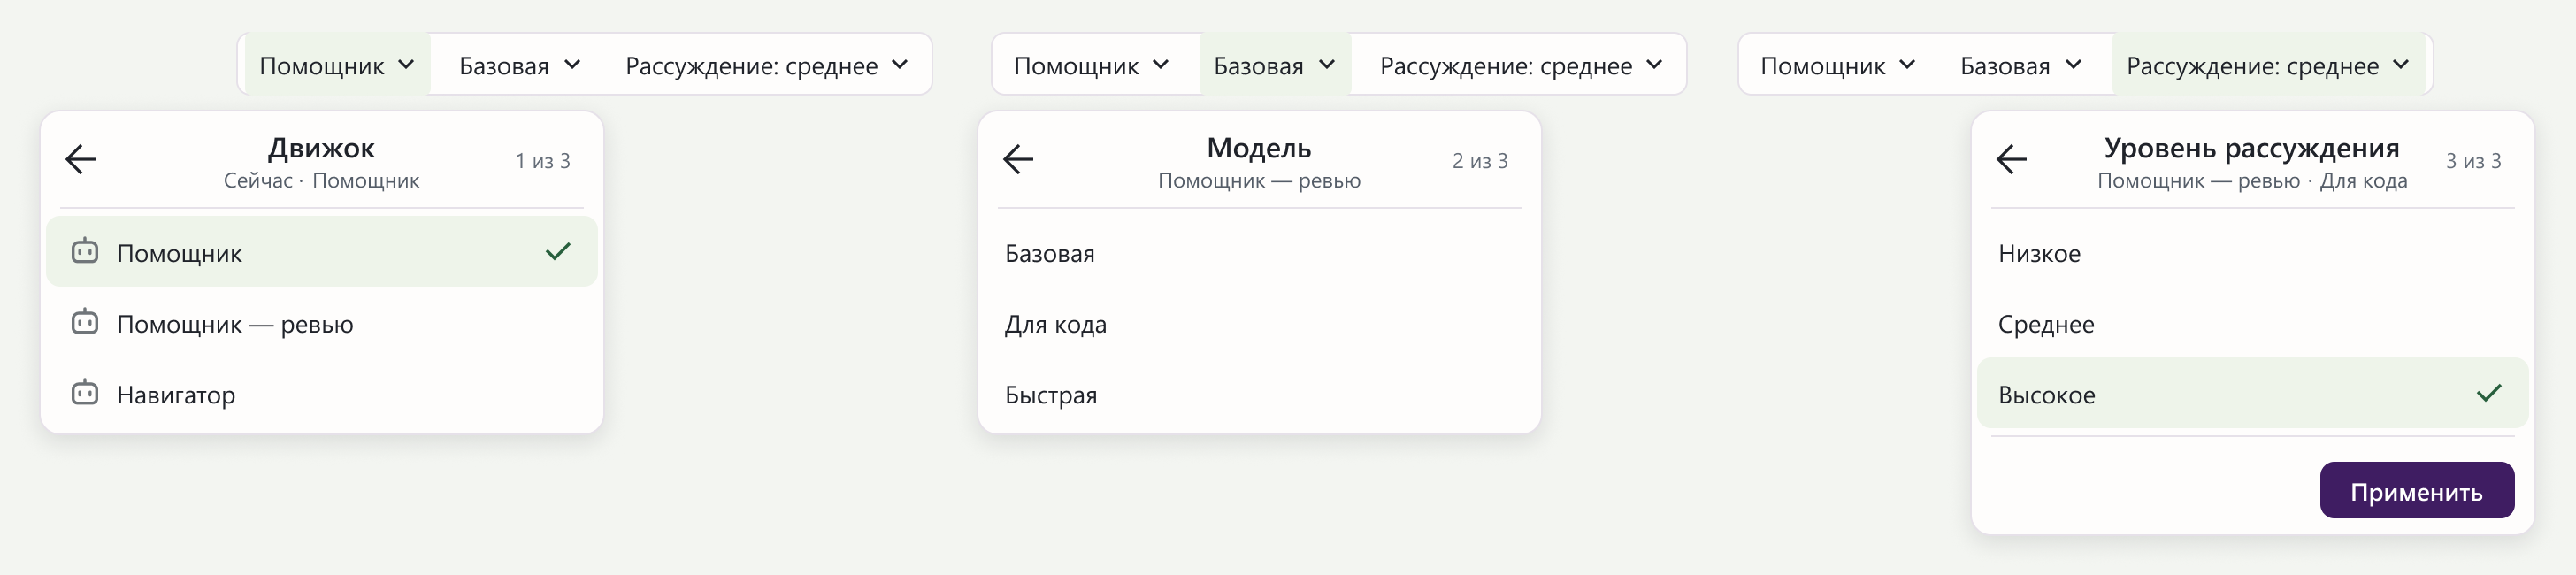 Помощник Базовая Рассуждение: среднее
Движок
Сейчас · Помощник
1 из 3
Помощник
Помощник — ревью
Навигатор
Помощник Базовая Рассуждение: среднее
Модель
Помощник — ревью
2 из 3
Базовая
Для кода
Быстрая
Помощник Базовая Рассуждение: среднее
Уровень рассуждения
Помощник — ревью · Для кода
3 из 3
Низкое
Среднее
Высокое
Применить